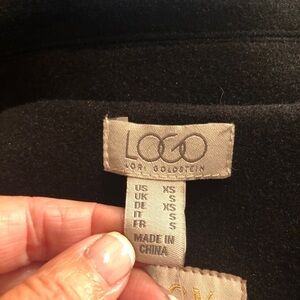 LOGO
LORI GOLDSTEIN
US XS
UK S
DE XS
IT S
FR S
MADE IN
CHINA